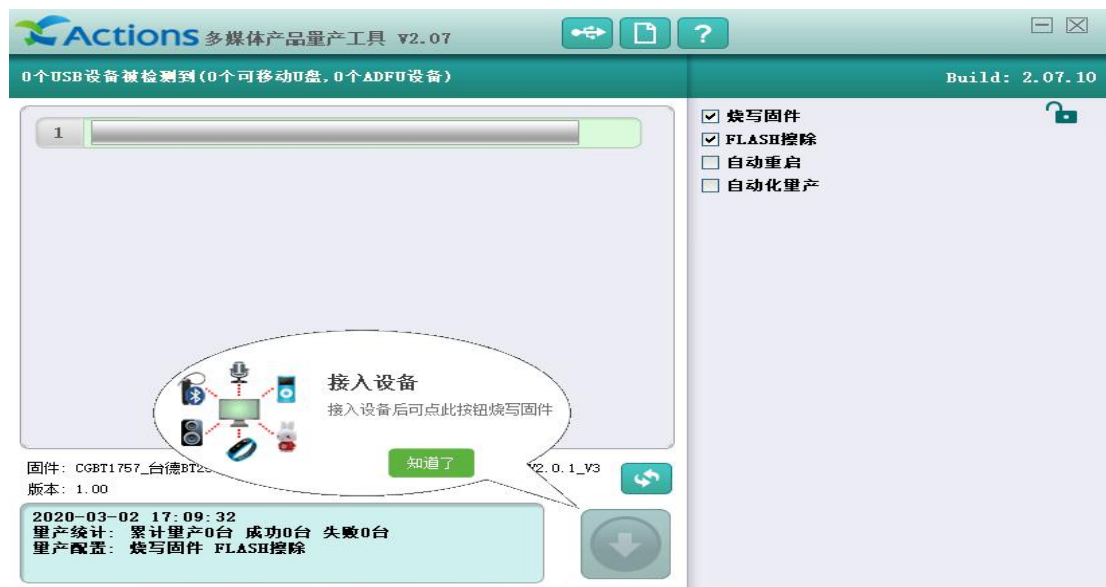 Actions 多媒体产品量产工具 V2.07
0个USB设备被检测到(0个可移动U盘,0个ADFU设备)
Build: 2.07.10
1
烧写固件
FLASH擦除
自动重启
自动化量产
接入设备
接入设备后可点此按钮烧写固件
知道了
固件: CGBT1757_台德BT20 V2.0.1_V3
版本: 1.00
2020-03-02 17:09:32
量产统计: 累计量产0台 成功0台 失败0台
量产配置: 烧写固件 FLASH擦除